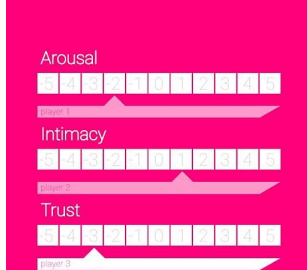 Arousal
-5 -4 -3 -2 -1 0 1 2 3 4 5
player 1
Intimacy
-5 -4 -3 -2 -1 0 1 2 3 4 5
player 2
Trust
-5 -4 -3 -2 -1 0 1 2 3 4 5
player 3